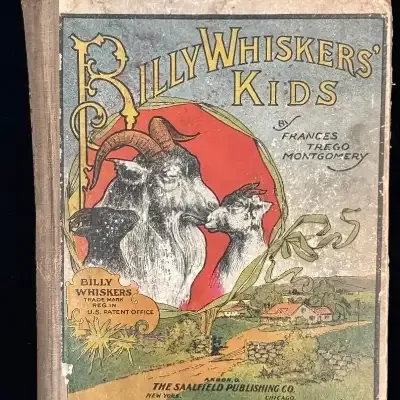 BILLY WHISKERS'
KIDS
BY
FRANCES
TREGO
MONTGOMERY
BILLY
WHISKERS
TRADE MARK
REG. IN
U.S. PATENT OFFICE
AKRON, O.
THE SAALFIELD PUBLISHING CO.
NEW YORK. CHICAGO.